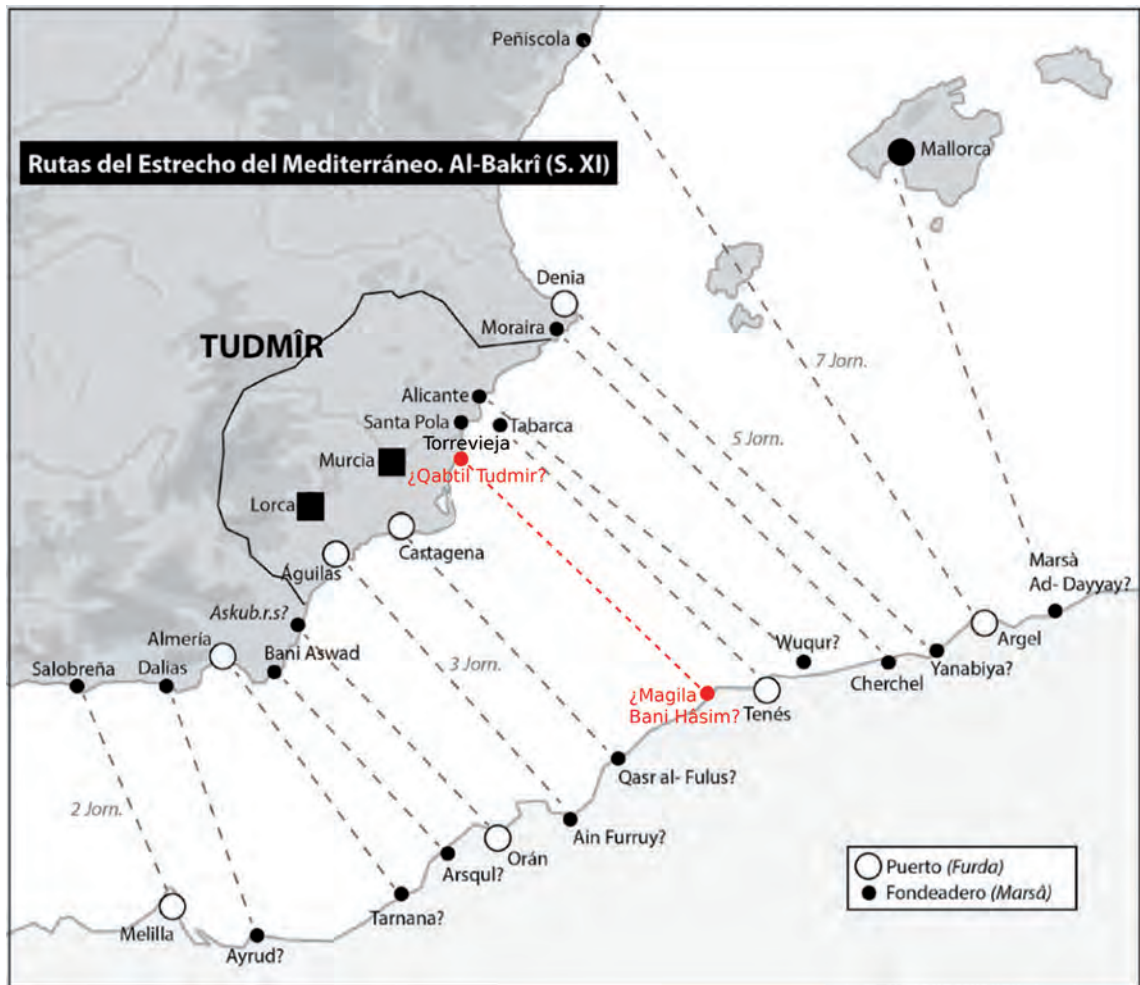 Peñiscola
Mallorca
Rutas del Estrecho del Mediterráneo. Al-Bakrî (S. XI)
Denia
Moraira
TUDMÎR
7 Jorn.
Alicante
Santa Pola
Tabarca
5 Jorn.
Torrevieja
Murcia
¿Qabtil Tudmir?
Lorca
Cartagena
Águilas
Marsà
Ad- Dayyay?
Askub.r.s?
Almería
Bani Aswad
Wuqur?
Argel
Salobreña
Dalias
3 Jorn.
Yanabiya?
Cherchel
¿Magila
Bani Hâsim?
Tenés
Qasr al- Fulus?
2 Jorn.
Ain Furruy?
Orán
Arsqul?
Puerto (Furda)
Fondeadero (Marsâ)
Tarnana?
Melilla
Ayrud?